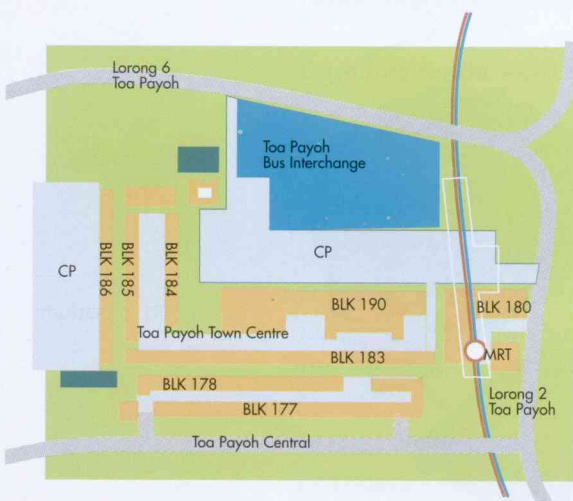 Lorong 6
Toa Payoh
Toa Payoh
Bus Interchange
CP
CP
BLK 186
BLK 185
BLK 184
BLK 190
BLK 180
Toa Payoh Town Centre
BLK 183
MRT
BLK 178
Lorong 2
Toa Payoh
BLK 177
Toa Payoh Central